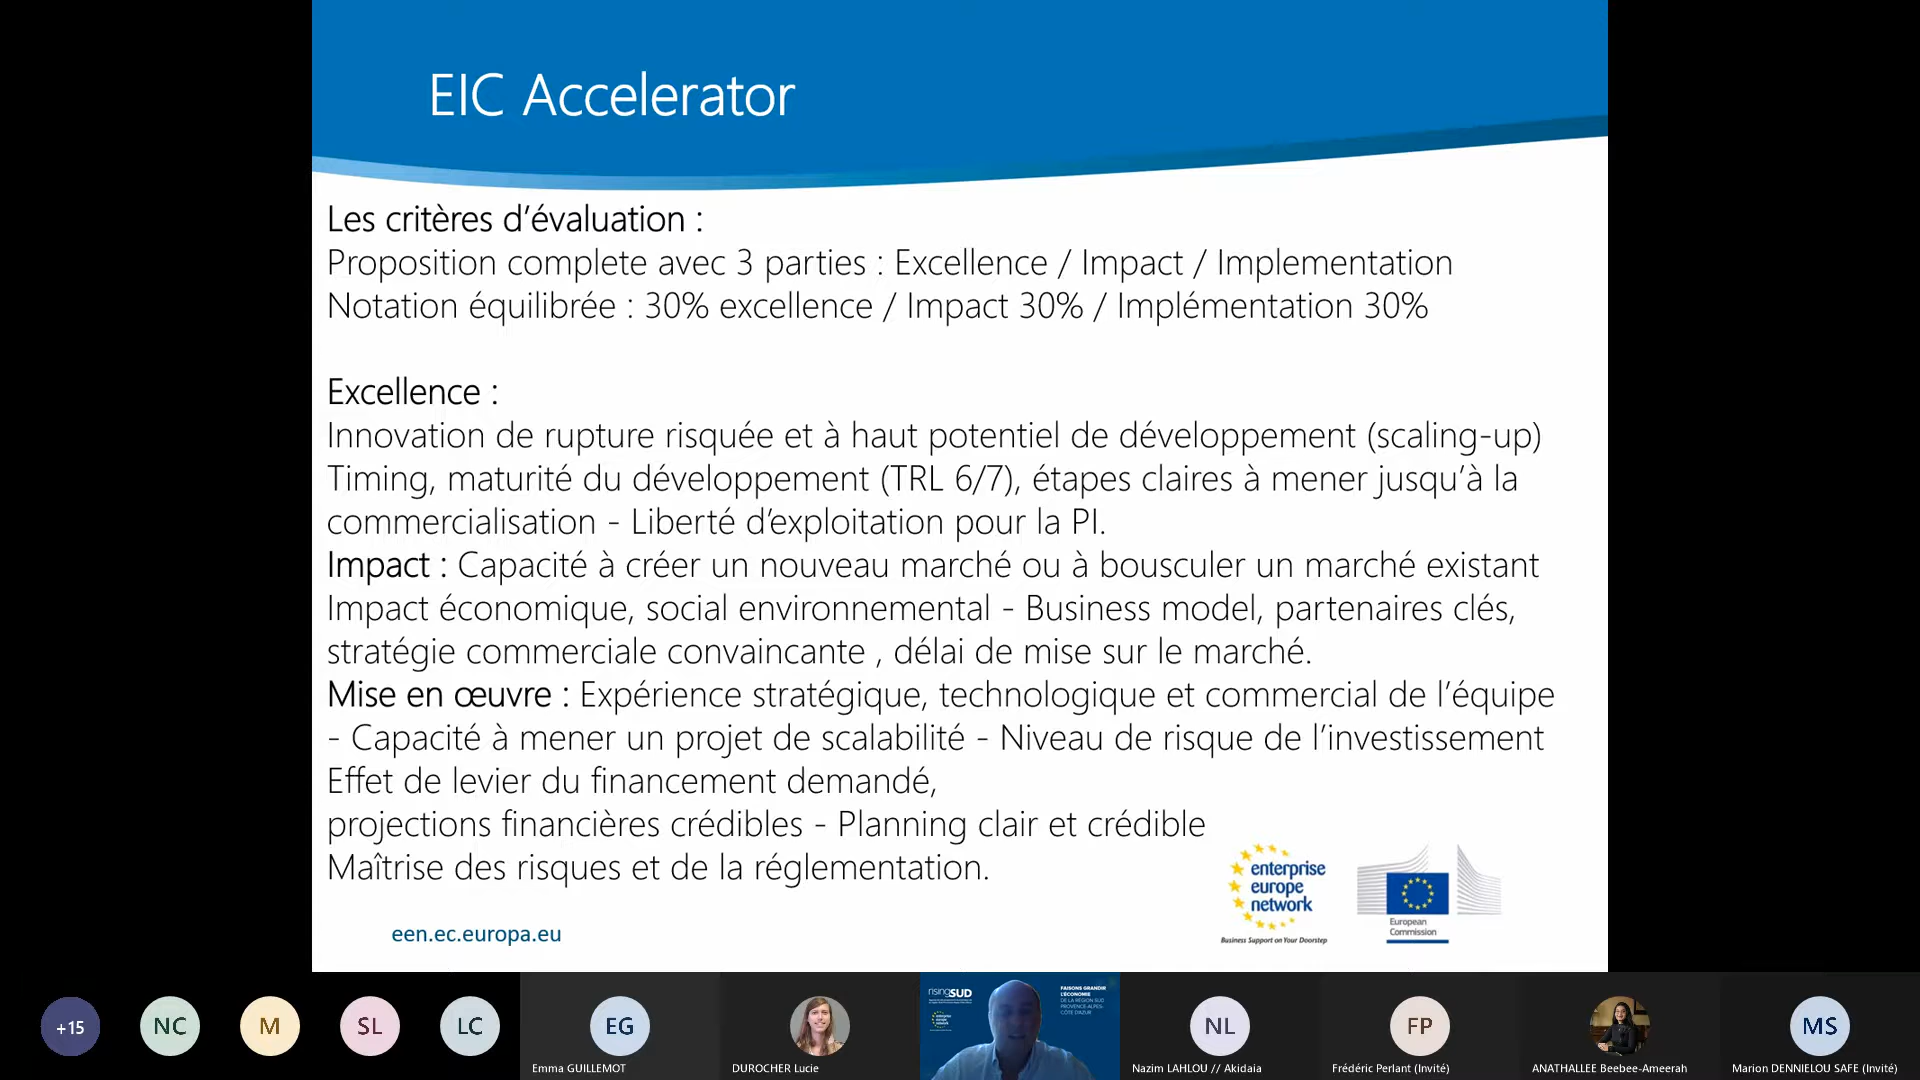 EIC Accelerator
Les critères d’évaluation :
Proposition complete avec 3 parties : Excellence / Impact / Implementation
Notation équilibrée : 30% excellence / Impact 30% / Implémentation 30%
Excellence :
Innovation de rupture risquée et à haut potentiel de développement (scaling-up)
Timing, maturité du développement (TRL 6/7), étapes claires à mener jusqu’à la
commercialisation - Liberté d’exploitation pour la PI.
Impact : Capacité à créer un nouveau marché ou à bousculer un marché existant
Impact économique, social environnemental - Business model, partenaires clés,
stratégie commerciale convaincante , délai de mise sur le marché.
Mise en œuvre : Expérience stratégique, technologique et commercial de l’équipe
- Capacité à mener un projet de scalabilité - Niveau de risque de l’investissement
Effet de levier du financement demandé,
projections financières crédibles - Planning clair et crédible
Maîtrise des risques et de la réglementation.
enterprise
europe
network
Business Support on Your Doorstep
European
Commission
een.ec.europa.eu
+15
NC
M
SL
LC
EG
Emma GUILLEMOT
DUROCHER Lucie
risingSUD
FAISONS GRANDIR
L'ÉCONOMIE
DE LA RÉGION SUD
PROVENCE-ALPES-
CÔTE D'AZUR
NL
Nazim LAHLOU // Akidaia
FP
Frédéric Perlant (Invité)
ANATHALLEE Beebee-Ameerah
MS
Marion DENNIELOU SAFE (Invité)